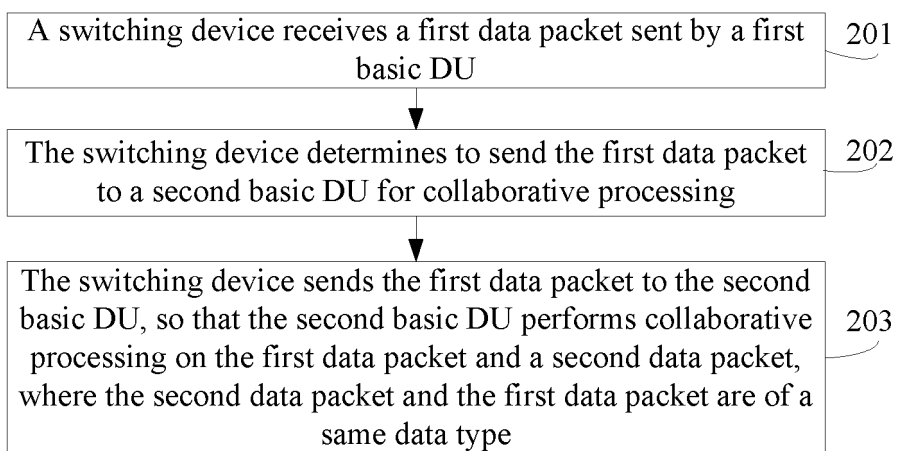 A switching device receives a first data packet sent by a first
basic DU
201
The switching device determines to send the first data packet
to a second basic DU for collaborative processing
202
The switching device sends the first data packet to the second
basic DU, so that the second basic DU performs collaborative
processing on the first data packet and a second data packet,
where the second data packet and the first data packet are of a
same data type
203